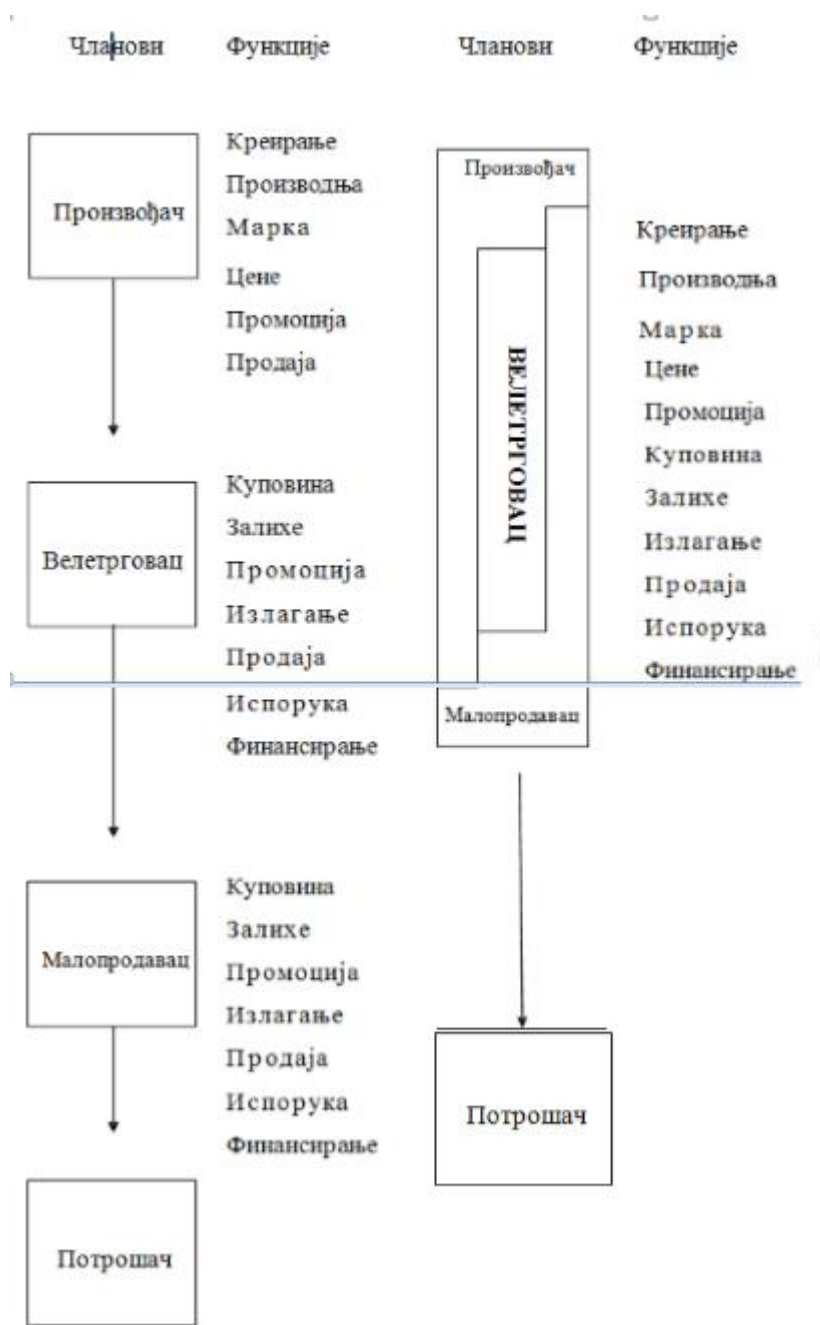 Чланови Функције Чланови Функције
Произвођач
Креирање
Производња
Марка
Цене
Промоција
Продаја
Велетрговац
Куповина
Залихе
Промоција
Излагање
Продаја
Испорука
Финансирање
Малопродавац
Куповина
Залихе
Промоција
Излагање
Продаја
Испорука
Финансирање
Потрошач
Произвођач
ВЕЛЕТРГОВАЦ
Малопродавац
Креирање
Производња
Марка
Цене
Промоција
Куповина
Залихе
Излагање
Продаја
Испорука
Финансирање
Потрошач